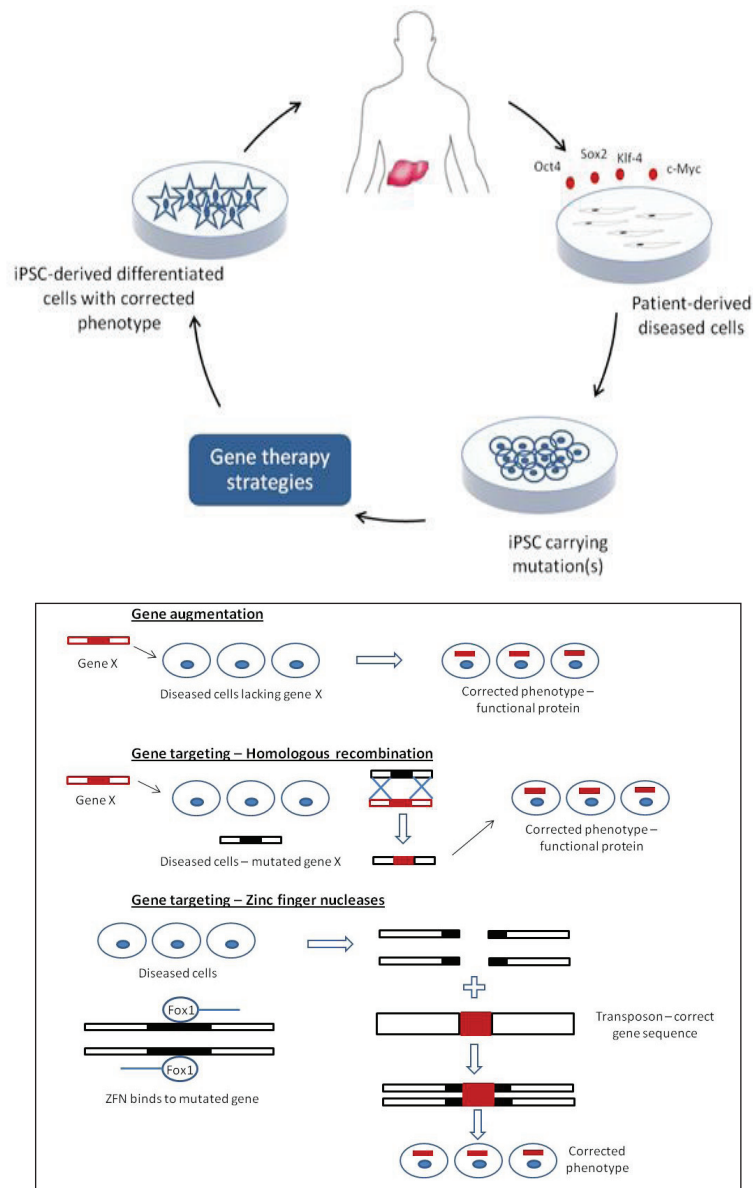 Oct4
Sox2
Klf-4
c-Myc
iPSC-derived differentiated
cells with corrected
phenotype
Patient-derived
diseased cells
Gene therapy
strategies
iPSC carrying
mutation(s)
Gene augmentation
Gene X
Diseased cells lacking gene X
Corrected phenotype –
functional protein
Gene targeting – Homologous recombination
Gene X
Diseased cells – mutated gene X
Corrected phenotype –
functional protein
Gene targeting – Zinc finger nucleases
Diseased cells
Fox1
Fox1
ZFN binds to mutated gene
Transposon – correct
gene sequence
Corrected
phenotype